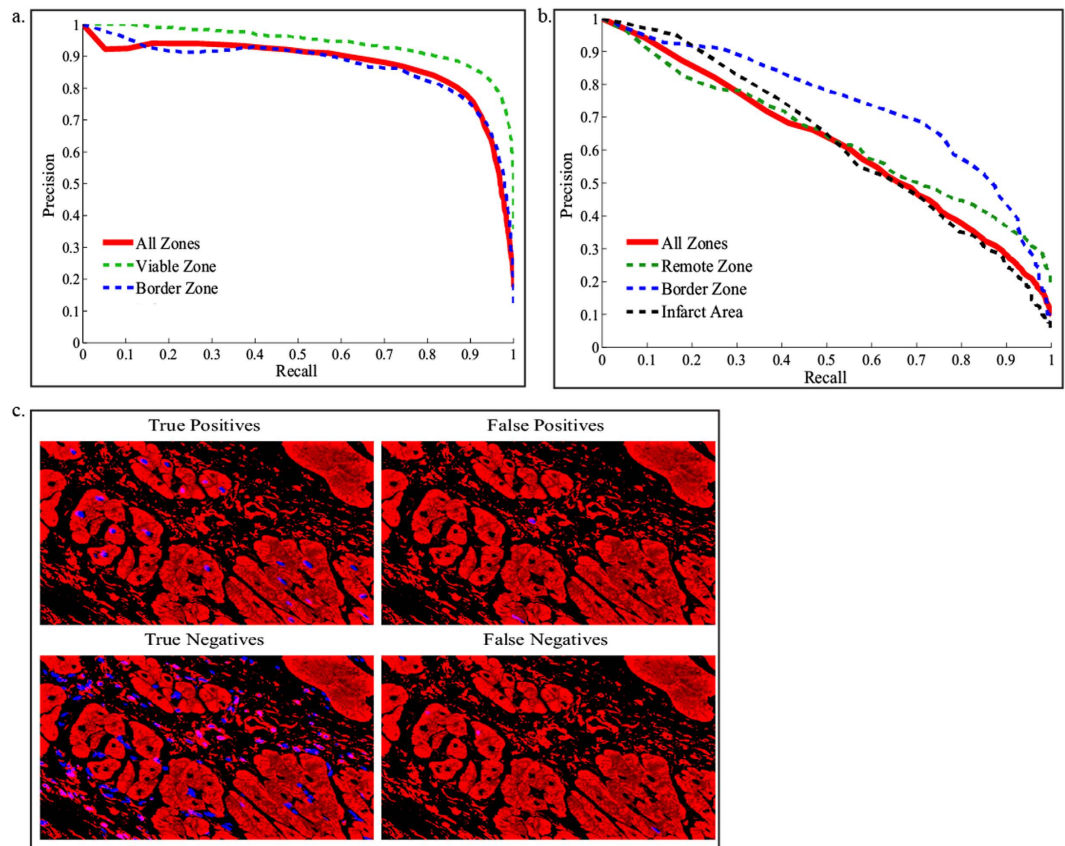 a.
1
0.9
0.8
0.7
0.6
0.5
0.4
0.3
0.2
0.1
0
Precision
All Zones
Viable Zone
Border Zone
0 0.1 0.2 0.3 0.4 0.5 0.6 0.7 0.8 0.9 1
Recall
b.
1
0.9
0.8
0.7
0.6
0.5
0.4
0.3
0.2
0.1
0
Precision
All Zones
Remote Zone
Border Zone
Infarct Area
0 0.1 0.2 0.3 0.4 0.5 0.6 0.7 0.8 0.9 1
Recall
c.
True Positives
False Positives
True Negatives
False Negatives